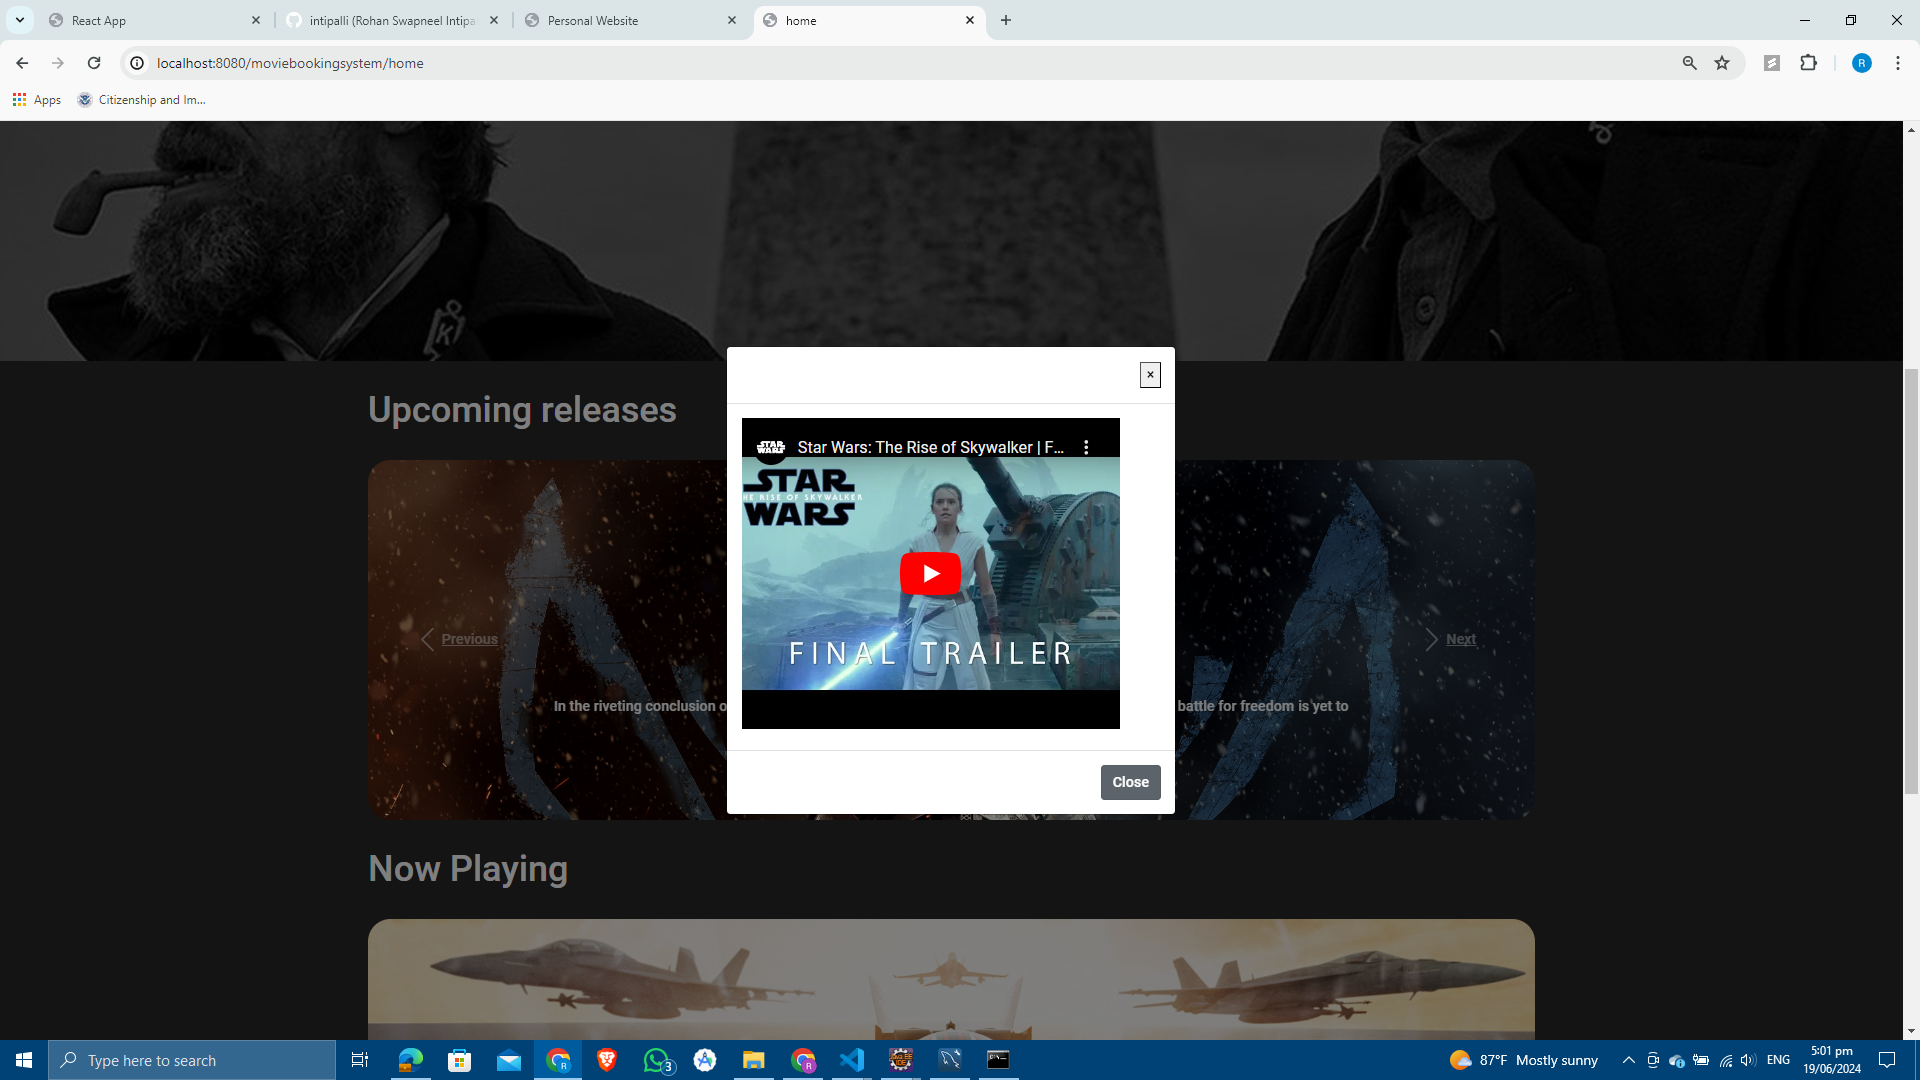 React App
intipalli (Rohan Swapneel Intipa
Personal Website
home
localhost:8080/moviebookingsystem/home
R
Apps
Citizenship and Im...
K
×
Upcoming releases
STAR WARS
Star Wars: The Rise of Skywalker | F...
STAR
THE RISE OF SKYWALKER
WARS
FINAL TRAILER
Previous
Next
In the riveting conclusion o
battle for freedom is yet to
Close
Now Playing
Type here to search
R
3
R
87°F Mostly sunny
ENG
5:01 pm
19/06/2024